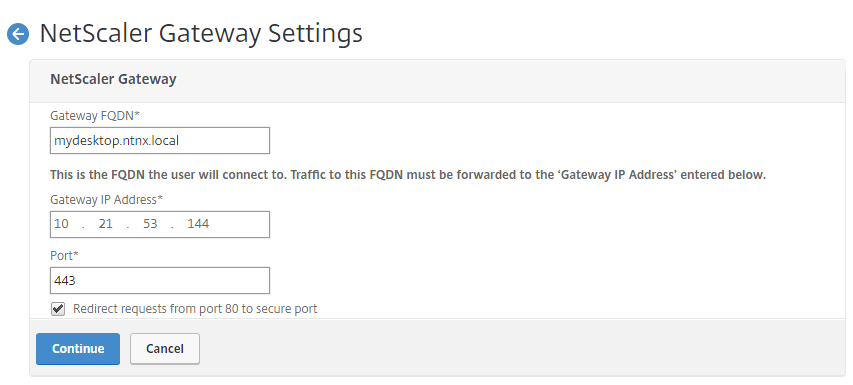 NetScaler Gateway Settings
NetScaler Gateway
Gateway FQDN*
mydesktop.ntnx.local
This is the FQDN the user will connect to. Traffic to this FQDN must be forwarded to the ‘Gateway IP Address’ entered below.
Gateway IP Address*
10 . 21 . 53 . 144
Port*
443
Redirect requests from port 80 to secure port
Continue Cancel